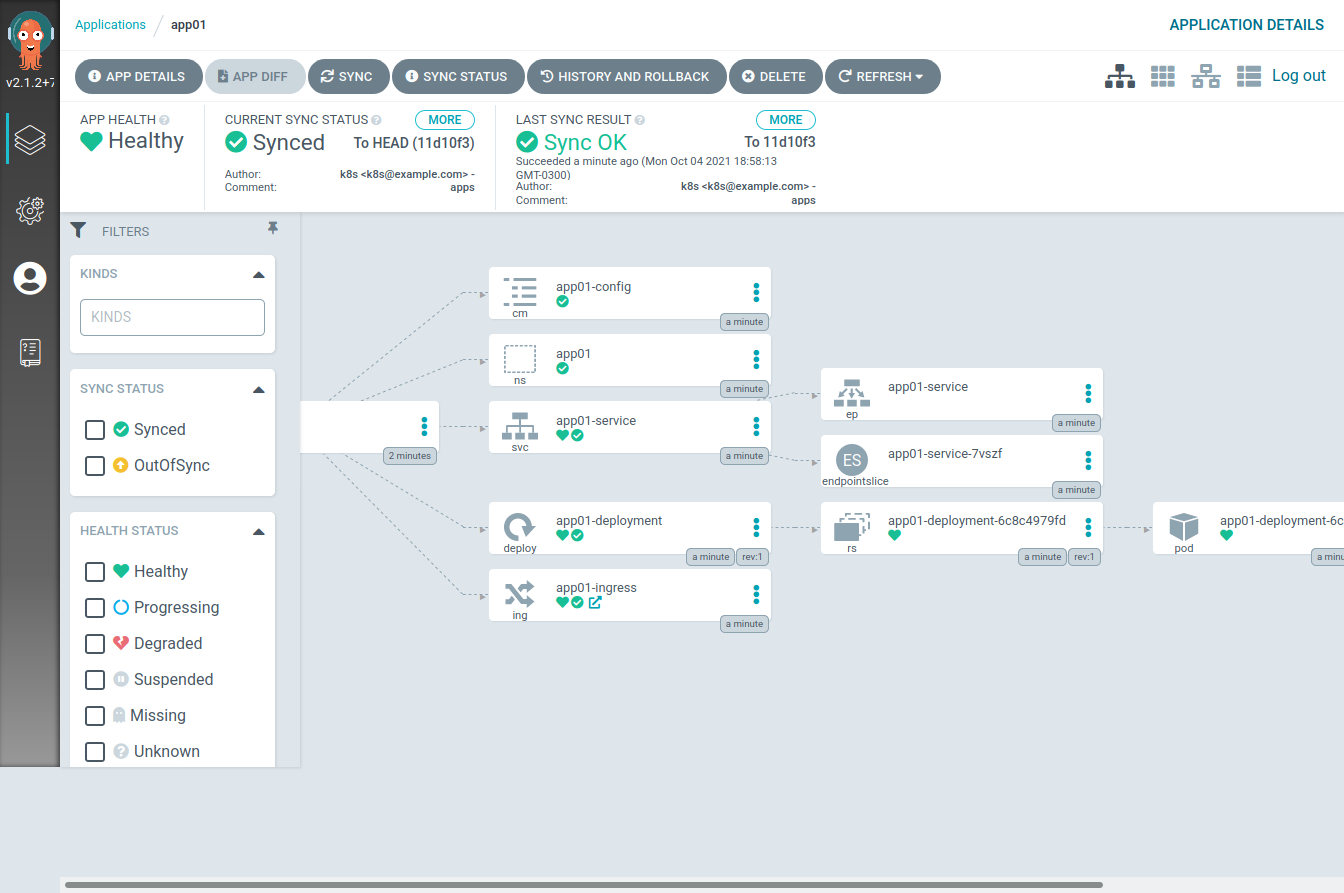 Applications / app01
APPLICATION DETAILS
v2.1.2+7
APP DETAILS
APP DIFF
SYNC
SYNC STATUS
HISTORY AND ROLLBACK
DELETE
REFRESH
Log out
APP HEALTH
Healthy
CURRENT SYNC STATUS
MORE
Synced
To HEAD (11d10f3)
Author:
k8s <k8s@example.com> -
Comment:
apps
LAST SYNC RESULT
MORE
Sync OK
To 11d10f3
Succeeded a minute ago (Mon Oct 04 2021 18:58:13
GMT-0300)
Author:
k8s <k8s@example.com> -
Comment:
apps
FILTERS
KINDS
KINDS
SYNC STATUS
Synced
OutOfSync
HEALTH STATUS
Healthy
Progressing
Degraded
Suspended
Missing
Unknown
2 minutes
app01-config
cm
a minute
app01
ns
a minute
app01-service
svc
a minute
app01-deployment
deploy
a minute
rev:1
app01-ingress
ing
a minute
app01-service
ep
a minute
ES
app01-service-7vszf
endpointslice
a minute
app01-deployment-6c8c4979fd
rs
a minute
rev:1
app01-deployment-6c
pod
a minu